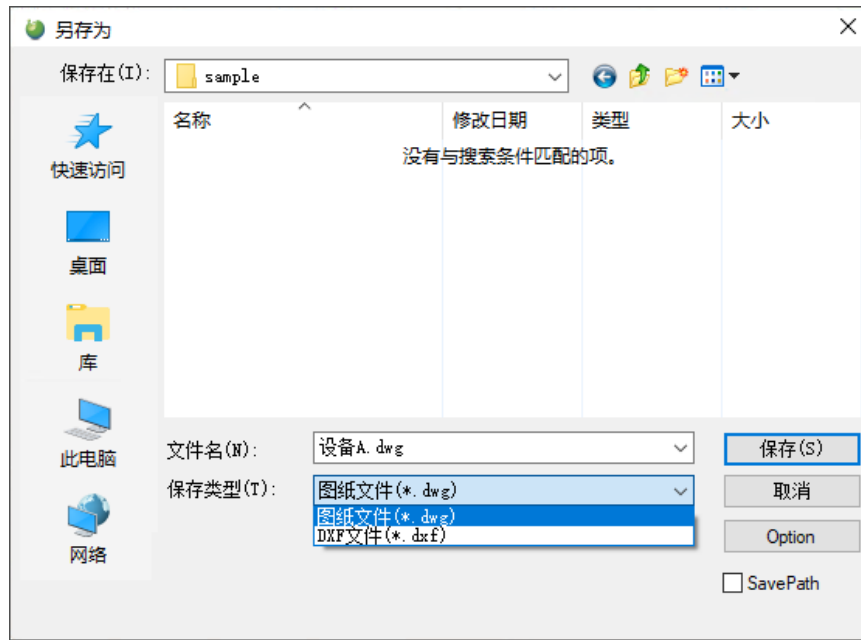 另存为
保存在(I):
sample
名称 修改日期 类型 大小
没有与搜索条件匹配的项。
快速访问
桌面
库
此电脑
网络
文件名(N): 设备A.dwg 保存(S)
保存类型(T): 图纸文件(*.dwg) 取消
图纸文件(*.dwg)
DXF文件(*.dxf)
Option
SavePath